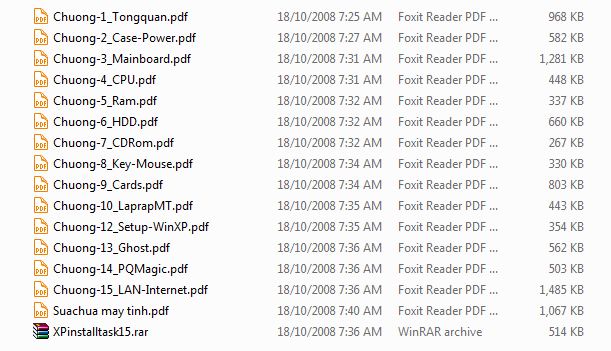 Chuong-1_Tongquan.pdf 18/10/2008 7:25 AM Foxit Reader PDF ... 968 KB
Chuong-2_Case-Power.pdf 18/10/2008 7:27 AM Foxit Reader PDF ... 582 KB
Chuong-3_Mainboard.pdf 18/10/2008 7:31 AM Foxit Reader PDF ... 1,281 KB
Chuong-4_CPU.pdf 18/10/2008 7:31 AM Foxit Reader PDF ... 448 KB
Chuong-5_Ram.pdf 18/10/2008 7:32 AM Foxit Reader PDF ... 337 KB
Chuong-6_HDD.pdf 18/10/2008 7:32 AM Foxit Reader PDF ... 660 KB
Chuong-7_CDRom.pdf 18/10/2008 7:32 AM Foxit Reader PDF ... 267 KB
Chuong-8_Key-Mouse.pdf 18/10/2008 7:34 AM Foxit Reader PDF ... 330 KB
Chuong-9_Cards.pdf 18/10/2008 7:34 AM Foxit Reader PDF ... 803 KB
Chuong-10_LaprapMT.pdf 18/10/2008 7:35 AM Foxit Reader PDF ... 443 KB
Chuong-12_Setup-WinXP.pdf 18/10/2008 7:35 AM Foxit Reader PDF ... 354 KB
Chuong-13_Ghost.pdf 18/10/2008 7:36 AM Foxit Reader PDF ... 562 KB
Chuong-14_PQMagic.pdf 18/10/2008 7:36 AM Foxit Reader PDF ... 503 KB
Chuong-15_LAN-Internet.pdf 18/10/2008 7:36 AM Foxit Reader PDF ... 1,485 KB
Suachua may tinh.pdf 18/10/2008 7:40 AM Foxit Reader PDF ... 1,067 KB
XPinstalltask15.rar 18/10/2008 7:36 AM WinRAR archive 514 KB